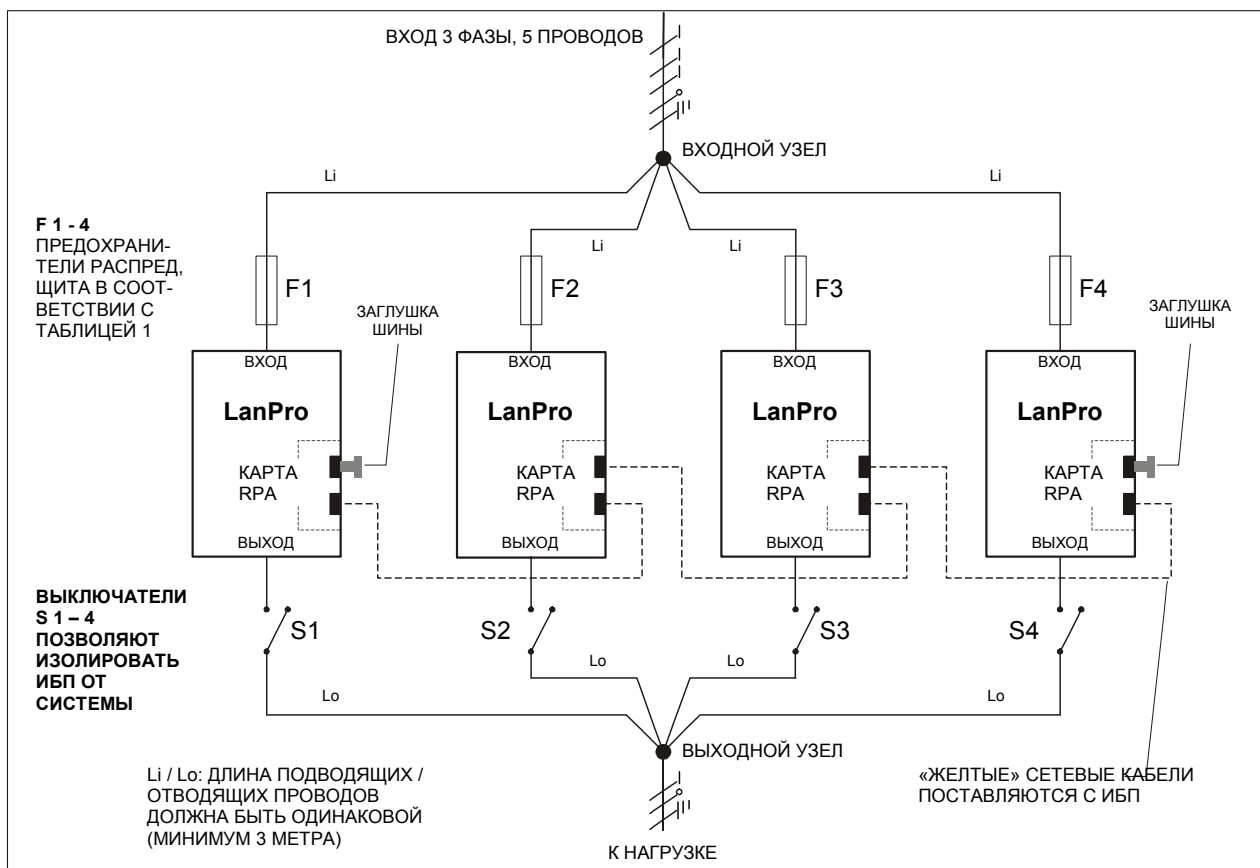 ВХОД 3 ФАЗЫ, 5 ПРОВОДОВ
ВХОДНОЙ УЗЕЛ
Li
Li
Li
Li
F 1 - 4
ПРЕДОХРАНИ-
ТЕЛИ РАСПРЕД,
ЩИТА В СООТ-
ВЕТСТВИИ С
ТАБЛИЦЕЙ 1
F1
F2
F3
F4
ЗАГЛУШКА
ШИНЫ
ЗАГЛУШКА
ШИНЫ
ВХОД
ВХОД
ВХОД
ВХОД
LanPro
LanPro
LanPro
LanPro
КАРТА
RPA
КАРТА
RPA
КАРТА
RPA
КАРТА
RPA
ВЫХОД
ВЫХОД
ВЫХОД
ВЫХОД
ВЫКЛЮЧАТЕЛИ
S 1 – 4
ПОЗВОЛЯЮТ
ИЗОЛИРОВАТЬ
ИБП ОТ
СИСТЕМЫ
S1
S2
S3
S4
Lo
Lo
Lo
Lo
ВЫХОДНОЙ УЗЕЛ
Li / Lo: ДЛИНА ПОДВОДЯЩИХ /
ОТВОДЯЩИХ ПРОВОДОВ
ДОЛЖНА БЫТЬ ОДИНАКОВОЙ
(МИНИМУМ 3 МЕТРА)
«ЖЕЛТЫЕ» СЕТЕВЫЕ КАБЕЛИ
ПОСТАВЛЯЮТСЯ С ИБП
К НАГРУЗКЕ